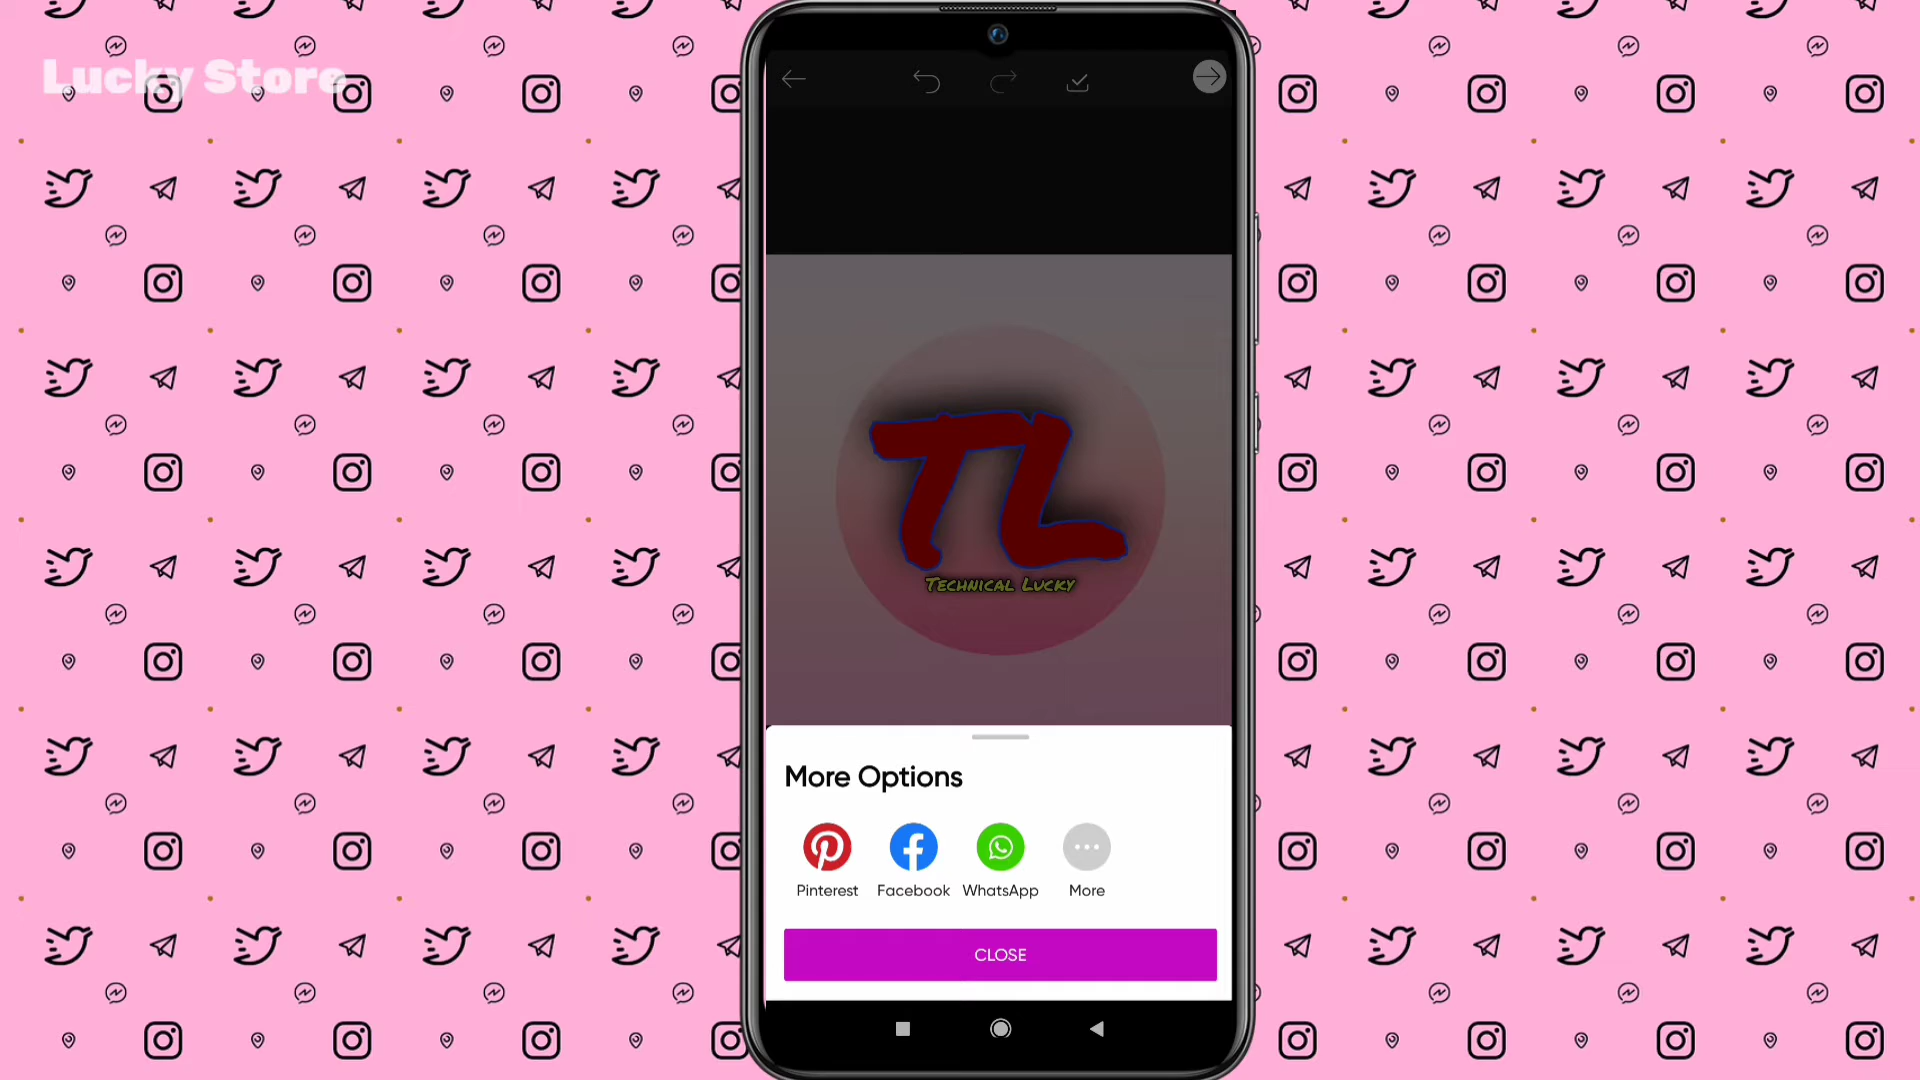 Lucky Store
TL
Technical Lucky
More Options
Pinterest
Facebook
WhatsApp
More
CLOSE